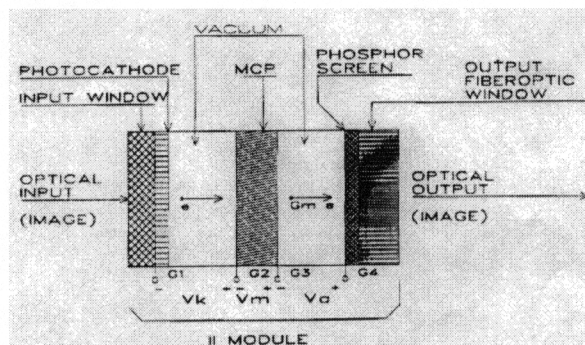 VACUUM
PHOTOCATHODE
MCP
PHOSPHOR
SCREEN
OUTPUT
FIBEROPTIC
WINDOW
INPUT WINDOW
OPTICAL
INPUT
(IMAGE)
e
Gm e
OPTICAL
OUTPUT
(IMAGE)
G1 G2 G3 G4
- + - + - +
Vk Vm Va
II MODULE